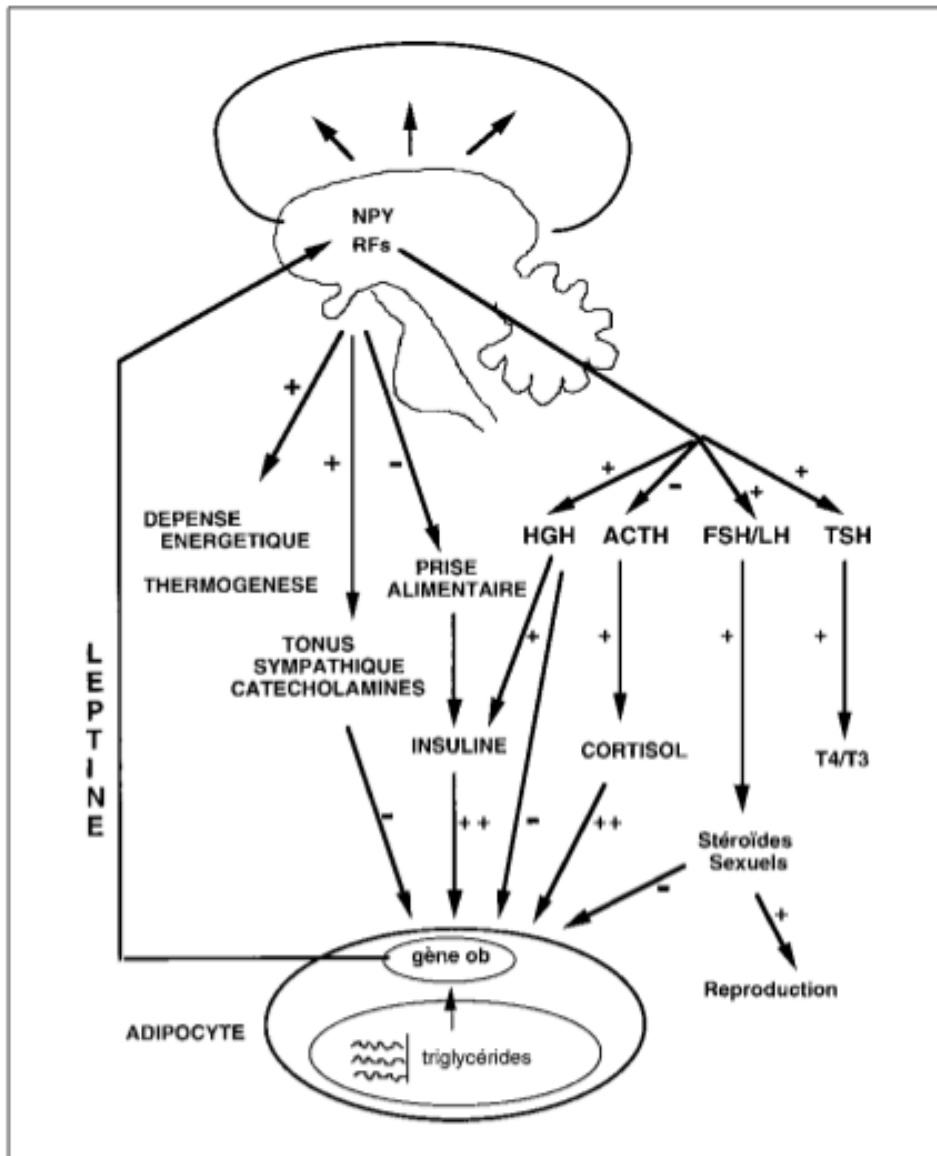 NPY
RFs
+
+
-
+
-
+
+
DEPENSE
ENERGETIQUE
THERMOGENESE
PRISE
ALIMENTAIRE
HGH
ACTH
FSH/LH
TSH
TONUS
SYMPATHIQUE
CATECHOLAMINES
+
+
+
+
INSULINE
CORTISOL
T4/T3
LEPTINE
-
++
-
++
Stéroïdes
Sexuels
-
+
Reproduction
gène ob
ADIPOCYTE
triglycérides